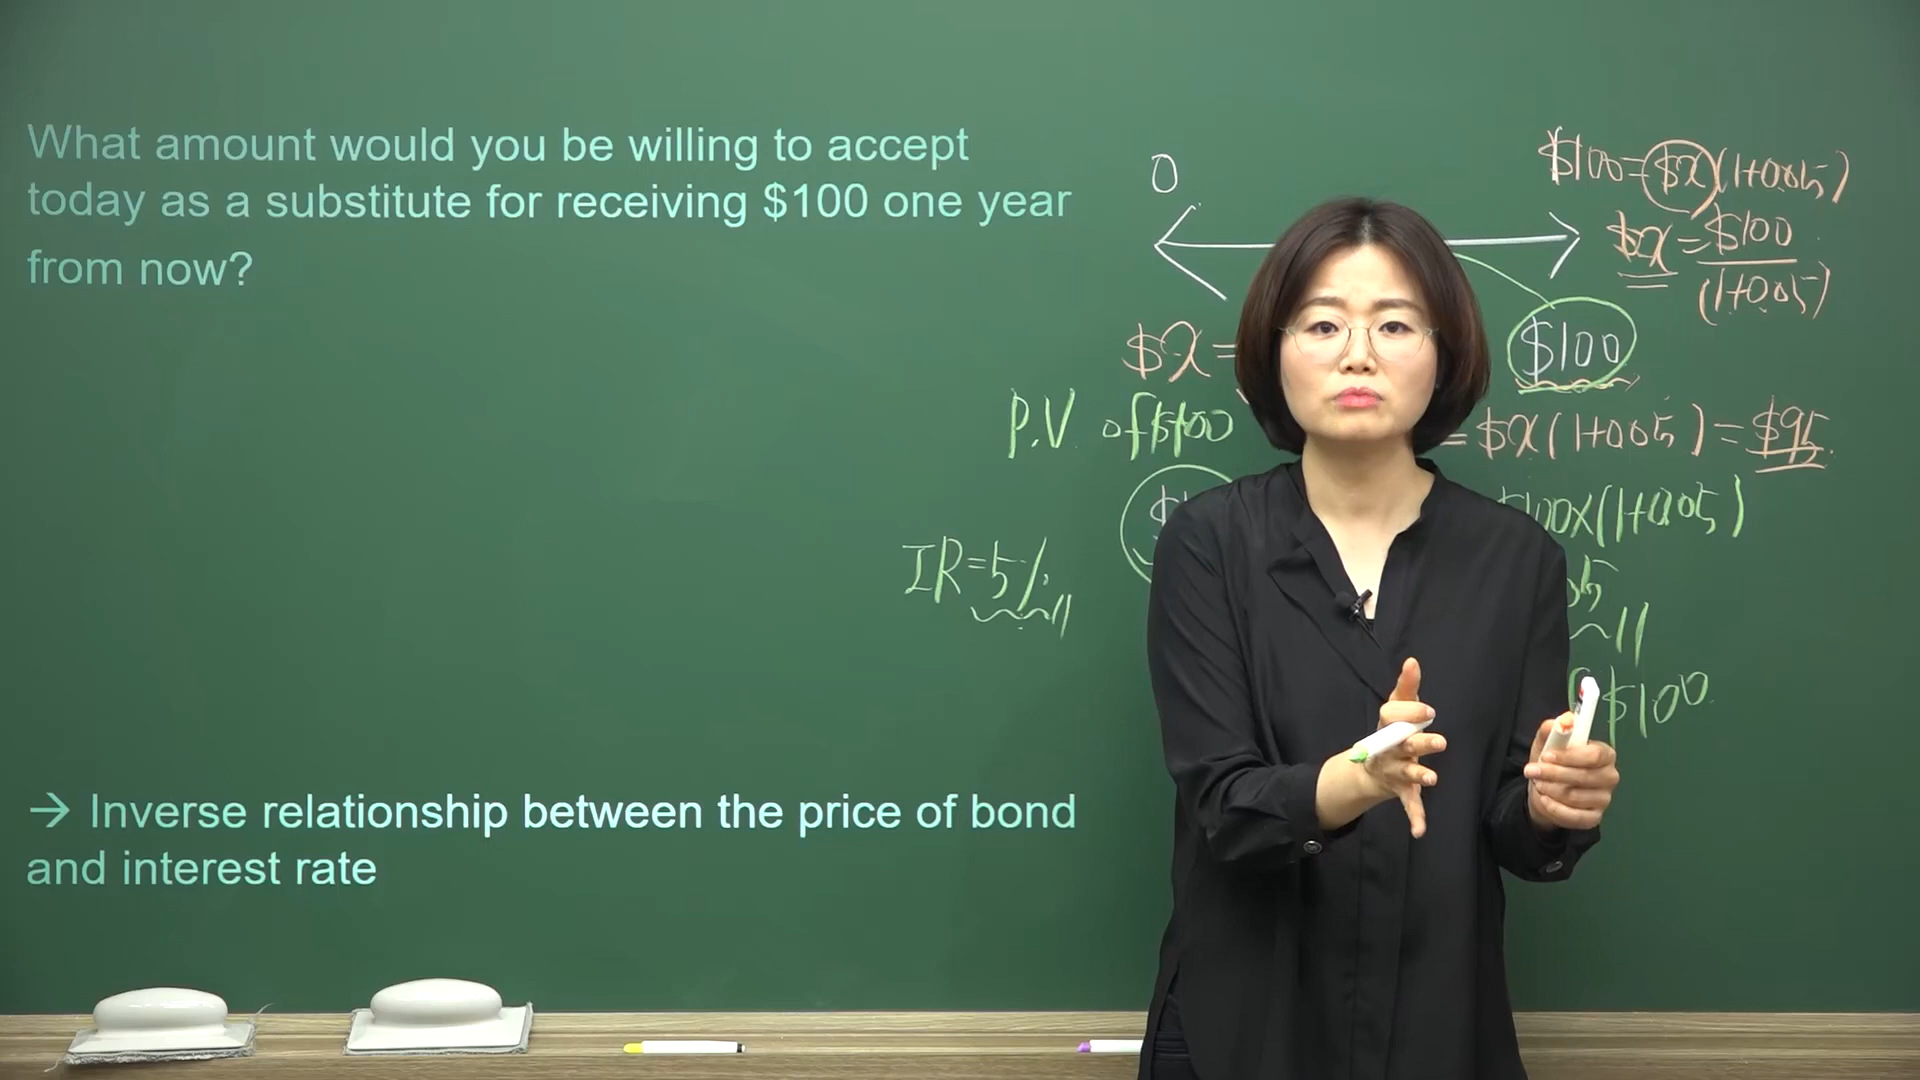 What amount would you be willing to accept
today as a substitute for receiving $100 one year
from now?
0
$100=$x(1+0.05)
$x=$100
(1+0.05)
$x=
$100
P.V of $100
=$x(1+0.05)=$95
$100x(1+0.05)
IR=5%
$100
→ Inverse relationship between the price of bond
and interest rate